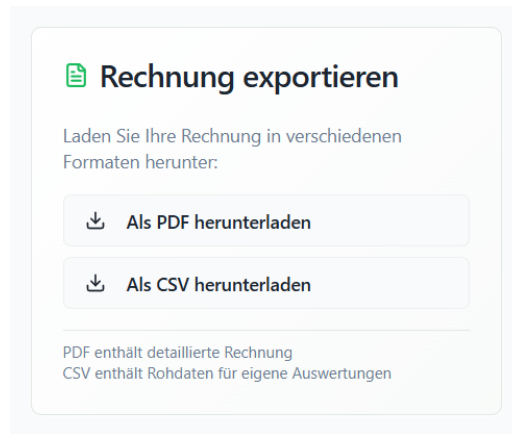 Rechnung exportieren
Laden Sie Ihre Rechnung in verschiedenen
Formaten herunter:
Als PDF herunterladen
Als CSV herunterladen
PDF enthält detaillierte Rechnung
CSV enthält Rohdaten für eigene Auswertungen